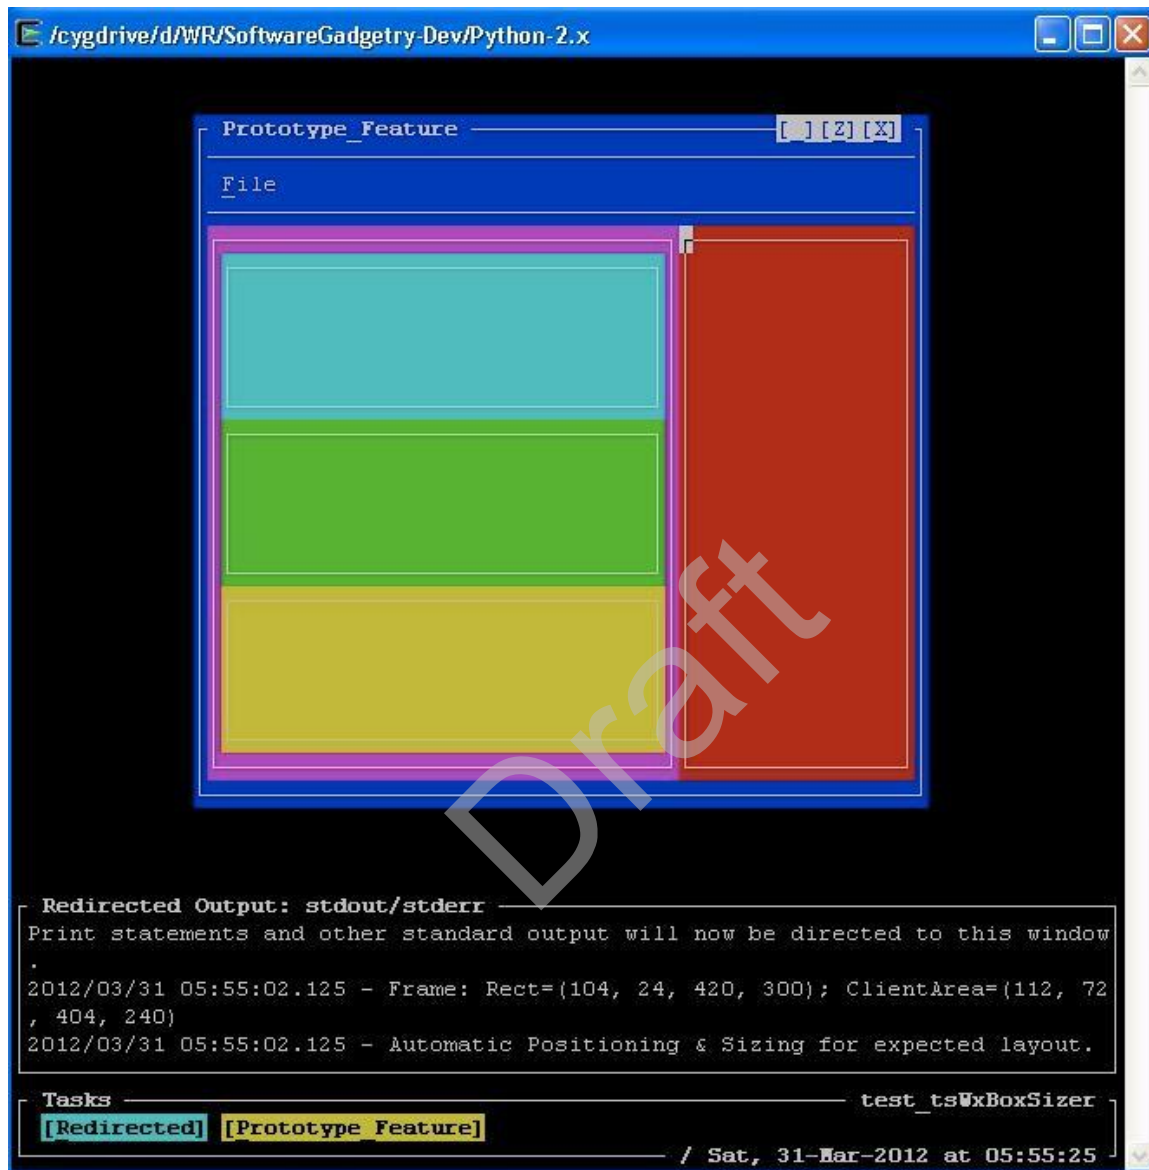 /cygdrive/d/WR/SoftwareGadgetry-Dev/Python-2.x
Prototype_Feature [_][Z][X]
File
Draft
Redirected Output: stdout/stderr
Print statements and other standard output will now be directed to this window
.
2012/03/31 05:55:02.125 - Frame: Rect=(104, 24, 420, 300); ClientArea=(112, 72
, 404, 240)
2012/03/31 05:55:02.125 - Automatic Positioning & Sizing for expected layout.
Tasks test_tsWxBoxSizer
[Redirected] [Prototype_Feature]
/ Sat, 31-Mar-2012 at 05:55:25